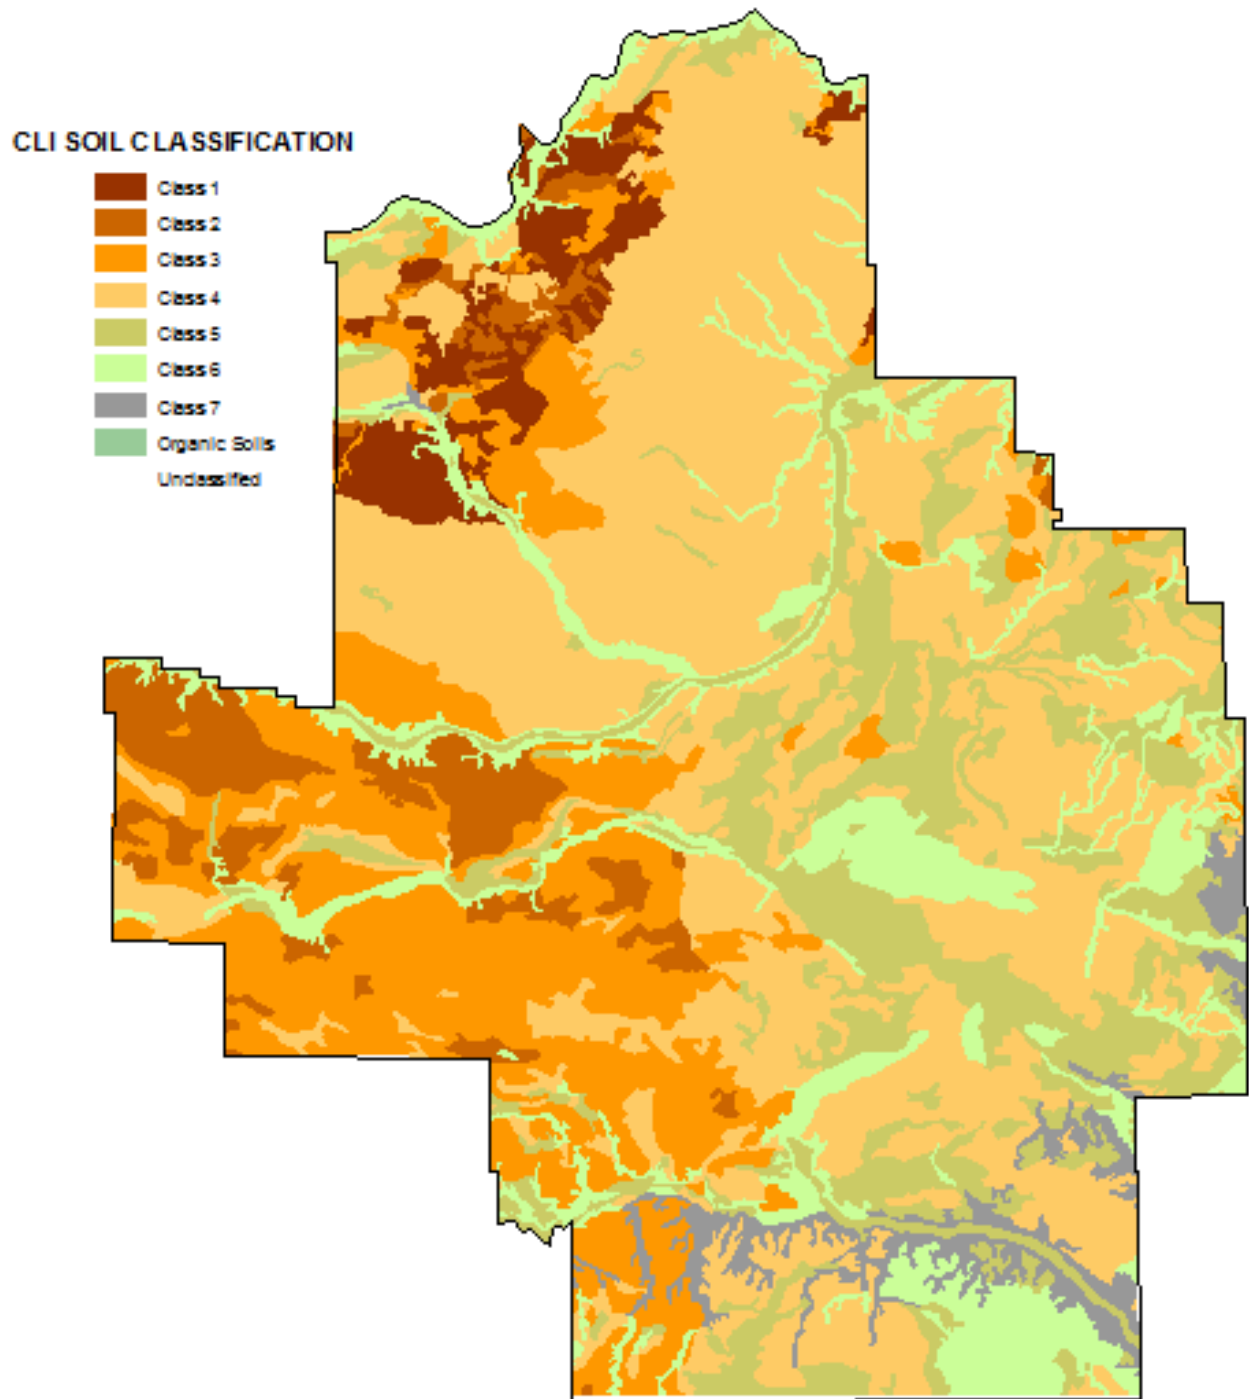 CLI SOIL CLASSIFICATION
Class 1
Class 2
Class 3
Class 4
Class 5
Class 6
Class 7
Organic Soils
Unclassified